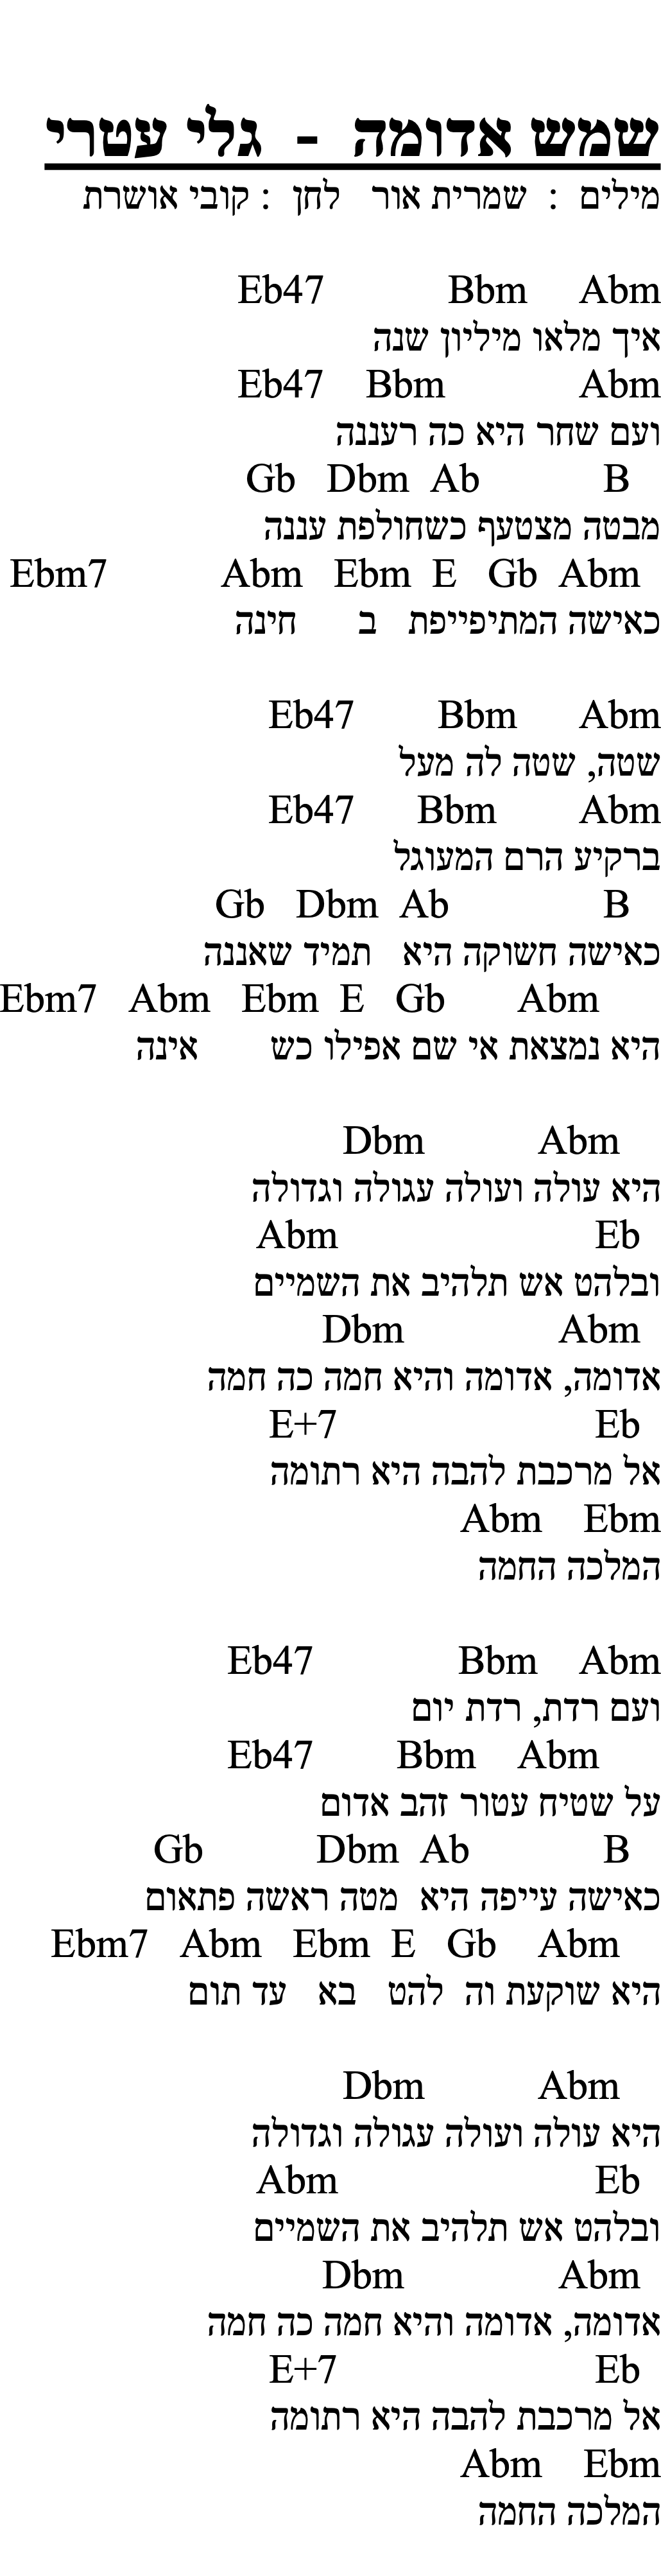 שמש אדומה - גלי עטרי
מילים : שמרית אור לחן : קובי אושרת
Abm Bbm Eb47
איך מלאו מיליון שנה
Abm Bbm Eb47
ועם שחר היא כה רעננה
B Ab Dbm Gb
מבטה מצטעף כשחולפת עננה
Abm Gb E Ebm Abm Ebm7
כאישה המתיפייפת ב חינה
Abm Bbm Eb47
שטה, שטה לה מעל
Abm Bbm Eb47
ברקיע הרם המעוגל
B Ab Dbm Gb
כאישה חשוקה היא תמיד שאננה
Abm Gb E Ebm Abm Ebm7
היא נמצאת אי שם אפילו כש אינה
Abm Dbm
היא עולה ועולה עגולה וגדולה
Eb Abm
ובלהט אש תלהיב את השמיים
Abm Dbm
אדומה, אדומה והיא חמה כה חמה
Eb E+7
אל מרכבת להבה היא רתומה
Ebm Abm
המלכה החמה
Abm Bbm Eb47
ועם רדת, רדת יום
Abm Bbm Eb47
על שטיח עטור זהב אדום
B Ab Dbm Gb
כאישה עייפה היא מטה ראשה פתאום
Abm Gb E Ebm Abm Ebm7
היא שוקעת וה להט בא עד תום
Abm Dbm
היא עולה ועולה עגולה וגדולה
Eb Abm
ובלהט אש תלהיב את השמיים
Abm Dbm
אדומה, אדומה והיא חמה כה חמה
Eb E+7
אל מרכבת להבה היא רתומה
Ebm Abm
המלכה החמה